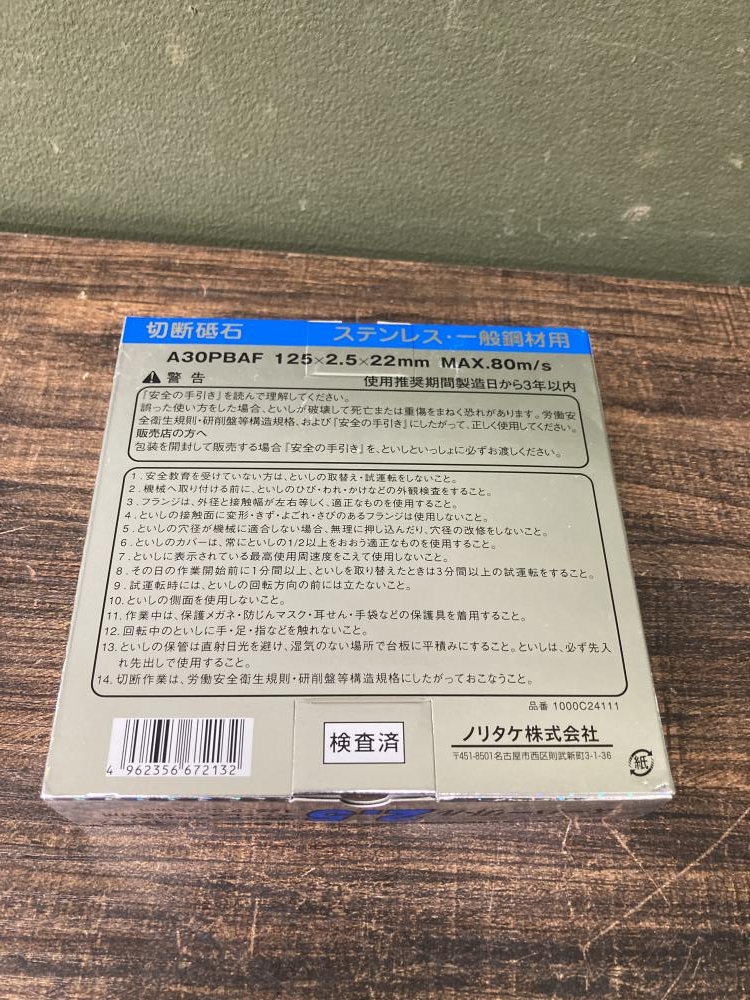 切断砥石 ステンレス・一般鋼材用
A30PBAF 125×2.5×22mm MAX.80m/s
警告 使用推奨期間製造日から3年以内
『安全の手引き』を読んで理解してください。
誤った使い方をした場合、といしが破壊して死亡または重傷をまねく恐れがあります。労働安
全衛生規則・研削盤等構造規格、および『安全の手引き』にしたがって、正しく使用してください。
販売店の方へ
包装を開封して販売する場合『安全の手引き』を、といしといっしょに必ずお渡しください。
1. 安全教育を受けていない方は、といしの取替え・試運転をしないこと。
2. 機械へ取り付ける前に、といしのひび・われ・かけなどの外観検査をすること。
3. フランジは、外径と接触幅が左右等しく、適正なものを使用すること。
4. といしの接触面に変形・きず・よごれ・さびのあるフランジは使用しないこと。
5. といしの穴径が機械に適合しない場合、無理に押し込んだり、穴径の改修をしないこと。
6. といしのカバーは、常にといしの1/2以上をおおう適正なものを使用すること。
7. といしに表示されている最高使用周速度をこえて使用しないこと。
8. その日の作業開始前に1分間以上、といしを取り替えたときは3分間以上の試運転をすること。
9. 試運転時には、といしの回転方向の前には立たないこと。
10. といしの側面を使用しないこと。
11. 作業中は、保護メガネ・防じんマスク・耳せん・手袋などの保護具を着用すること。
12. 回転中のといしに手・足・指などを触れないこと。
13. といしの保管は直射日光を避け、湿気のない場所で台板に平積みにすること。といしは、必ず先入
れ先出しで使用すること。
14. 切断作業は、労働安全衛生規則・研削盤等構造規格にしたがっておこなうこと。
品番 1000C24111
検査済
ノリタケ株式会社
〒451-8501名古屋市西区則武新町3-1-36
紙
4 962356 672132